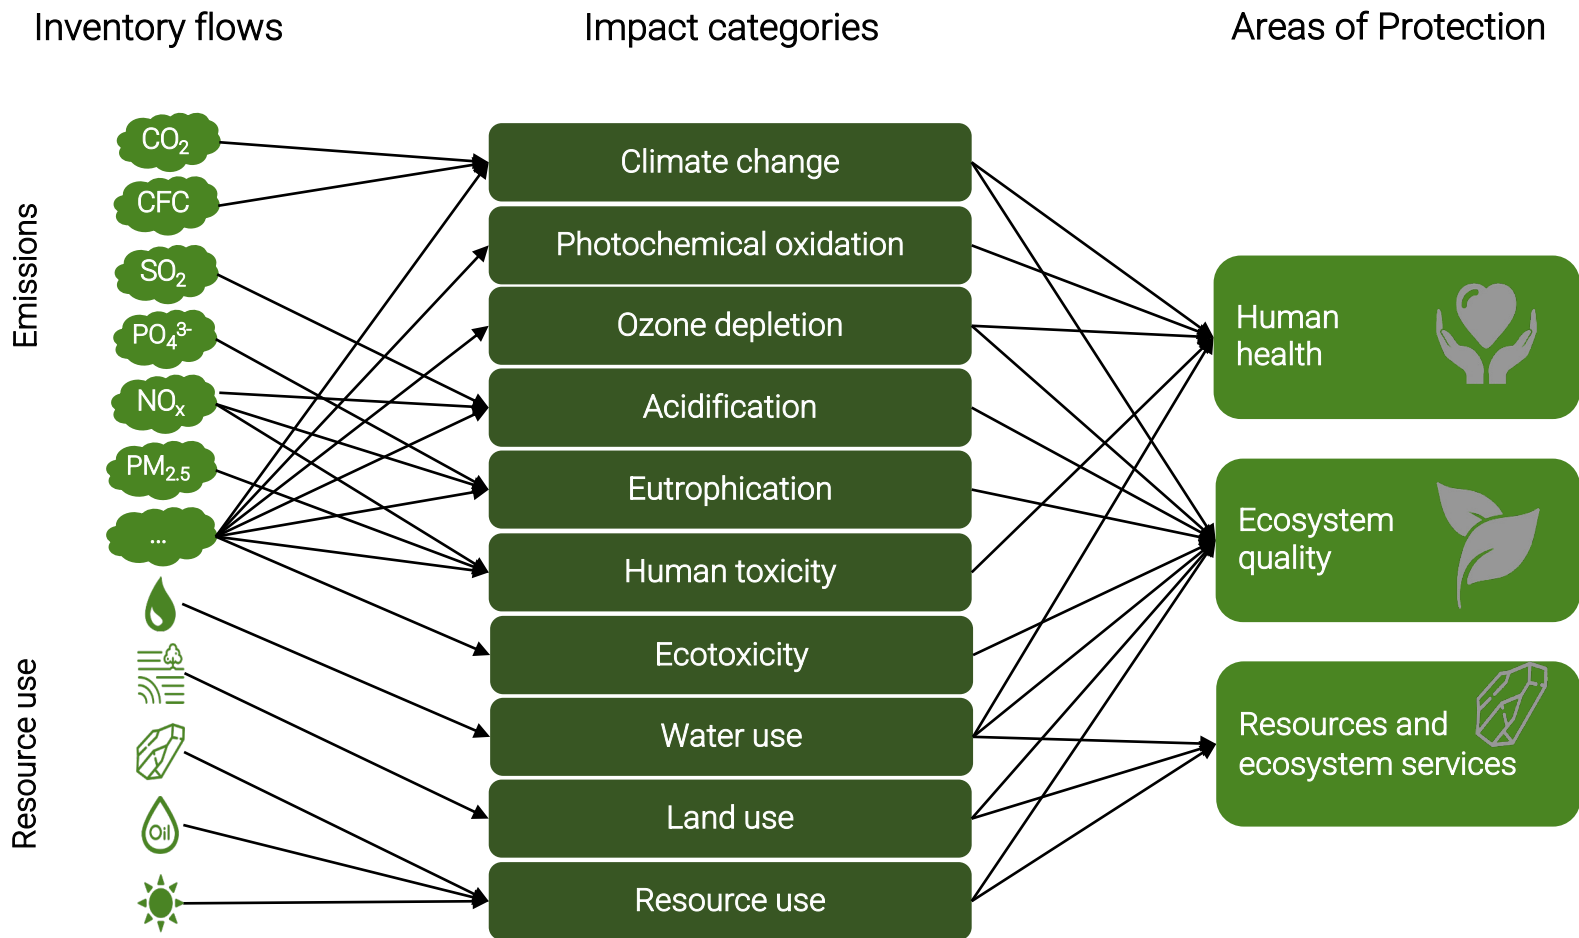 Inventory flows
Impact categories
Areas of Protection
Emissions
CO₂
CFC
SO₂
PO₄³⁻
NOₓ
PM₂.₅
...
Resource use
Oil
Climate change
Photochemical oxidation
Ozone depletion
Acidification
Eutrophication
Human toxicity
Ecotoxicity
Water use
Land use
Resource use
Human
health
Ecosystem
quality
Resources and
ecosystem services